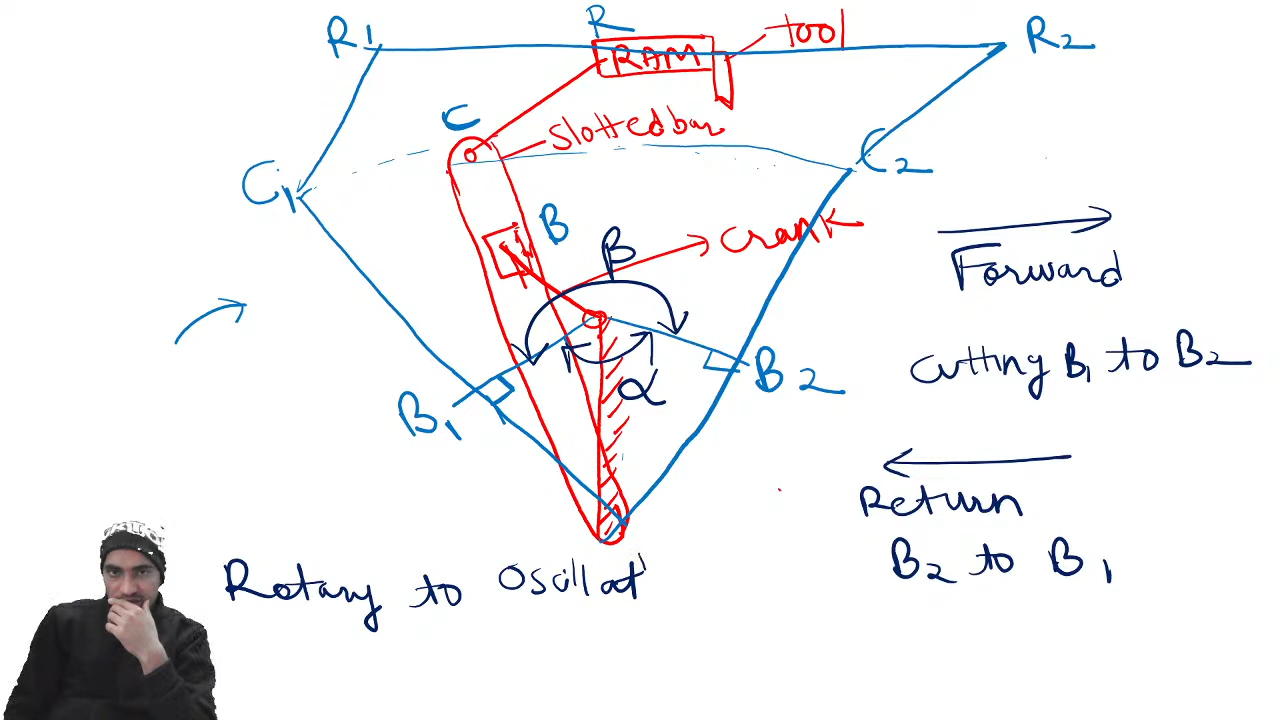 R1
R
RAM
tool
R2
C
slotted bar
C1
C2
B
β
crank
Forward
cutting B1 to B2
B1
α
B2
Return
B2 to B1
Rotary to Oscillat